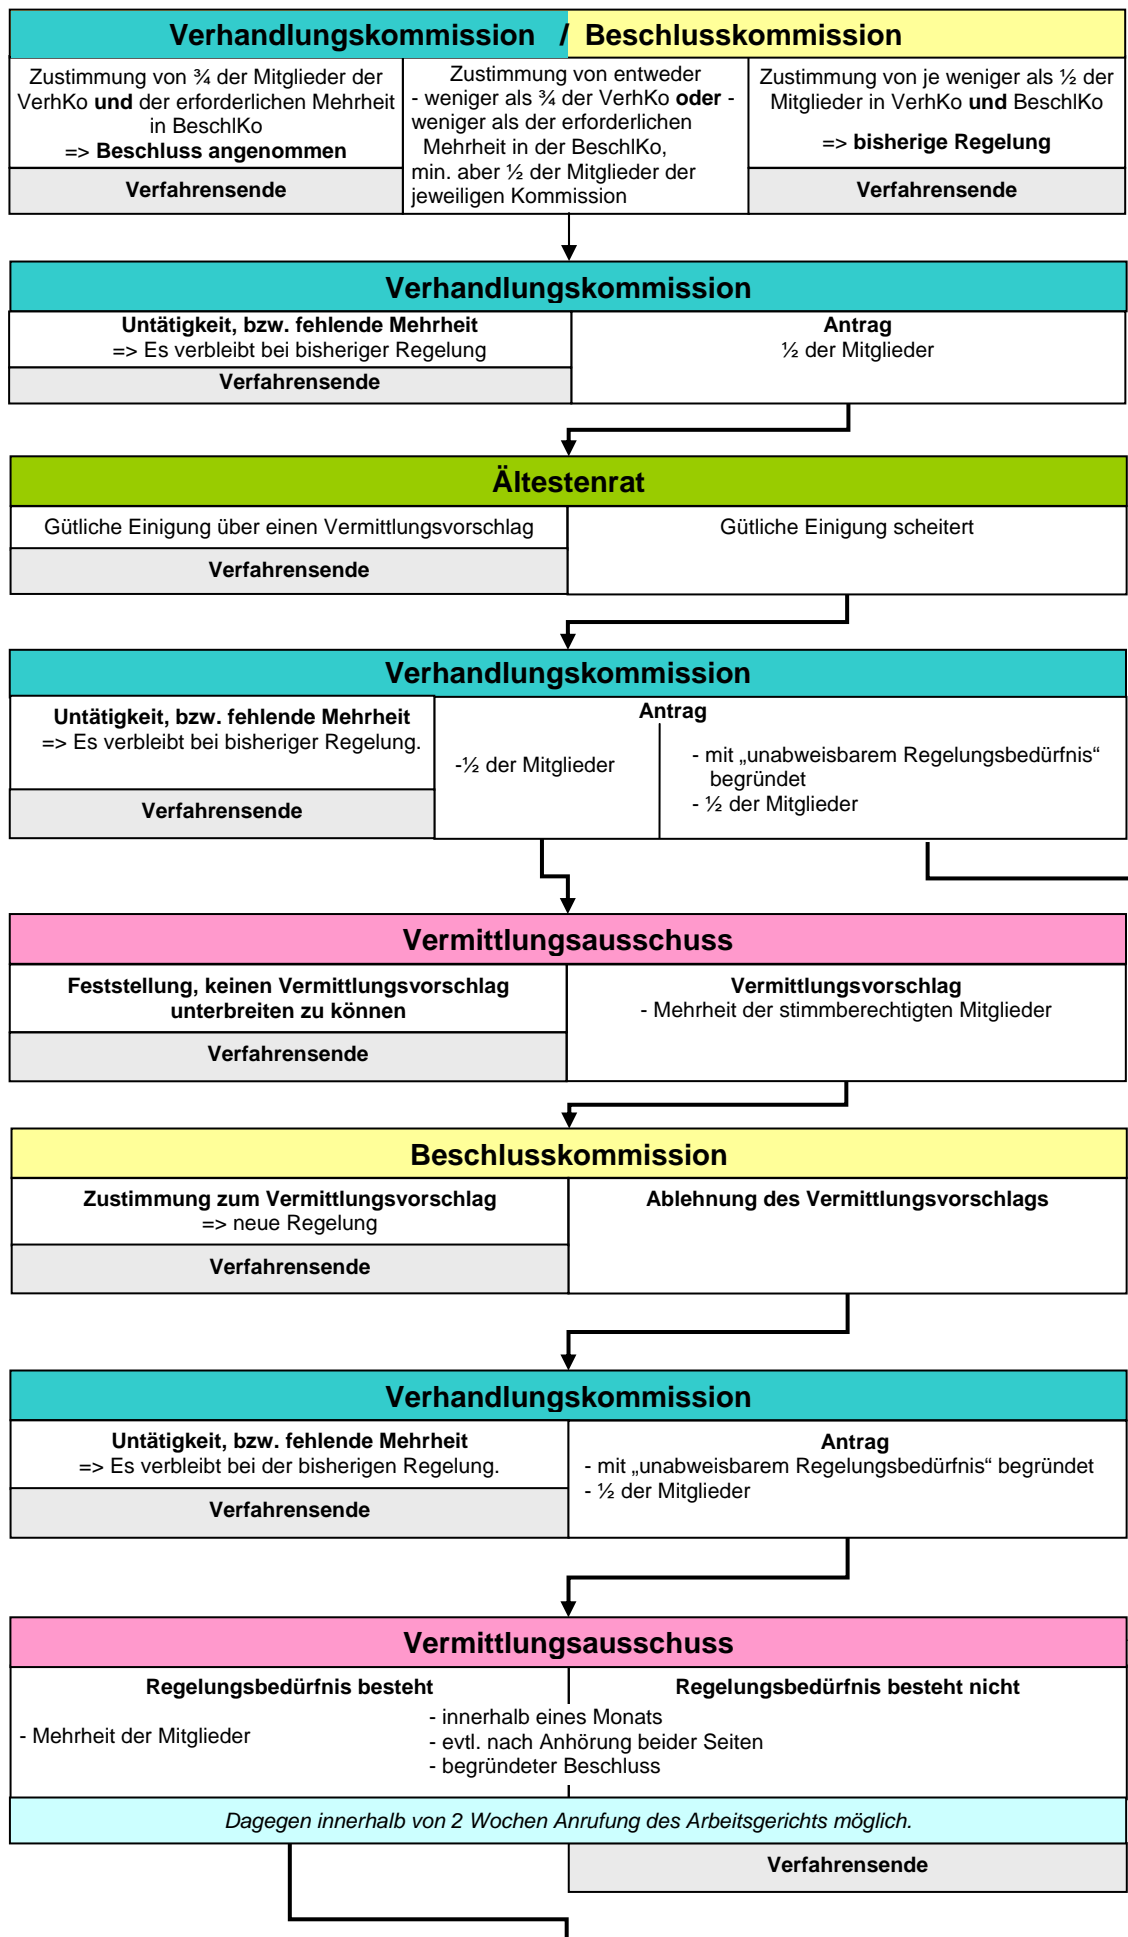 Verhandlungskommission / Beschlusskommission
Zustimmung von ¾ der Mitglieder der
VerhKo und der erforderlichen Mehrheit
in BeschlKo
=> Beschluss angenommen
Verfahrensende
Zustimmung von entweder
- weniger als ¾ der VerhKo oder -
weniger als der erforderlichen
Mehrheit in der BeschlKo,
min. aber ½ der Mitglieder der
jeweiligen Kommission
Zustimmung von je weniger als ½ der
Mitglieder in VerhKo und BeschlKo
=> bisherige Regelung
Verfahrensende
Verhandlungskommission
Untätigkeit, bzw. fehlende Mehrheit
=> Es verbleibt bei bisheriger Regelung
Verfahrensende
Antrag
½ der Mitglieder
Ältestenrat
Gütliche Einigung über einen Vermittlungsvorschlag
Verfahrensende
Gütliche Einigung scheitert
Verhandlungskommission
Untätigkeit, bzw. fehlende Mehrheit
=> Es verbleibt bei bisheriger Regelung.
Verfahrensende
Antrag
-½ der Mitglieder
- mit „unabweisbarem Regelungsbedürfnis“
begründet
- ½ der Mitglieder
Vermittlungsausschuss
Feststellung, keinen Vermittlungsvorschlag
unterbreiten zu können
Verfahrensende
Vermittlungsvorschlag
- Mehrheit der stimmberechtigten Mitglieder
Beschlusskommission
Zustimmung zum Vermittlungsvorschlag
=> neue Regelung
Verfahrensende
Ablehnung des Vermittlungsvorschlags
Verhandlungskommission
Untätigkeit, bzw. fehlende Mehrheit
=> Es verbleibt bei der bisherigen Regelung.
Verfahrensende
Antrag
- mit „unabweisbarem Regelungsbedürfnis“ begründet
- ½ der Mitglieder
Vermittlungsausschuss
Regelungsbedürfnis besteht
- Mehrheit der Mitglieder
Regelungsbedürfnis besteht nicht
- innerhalb eines Monats
- evtl. nach Anhörung beider Seiten
- begründeter Beschluss
Dagegen innerhalb von 2 Wochen Anrufung des Arbeitsgerichts möglich.
Verfahrensende